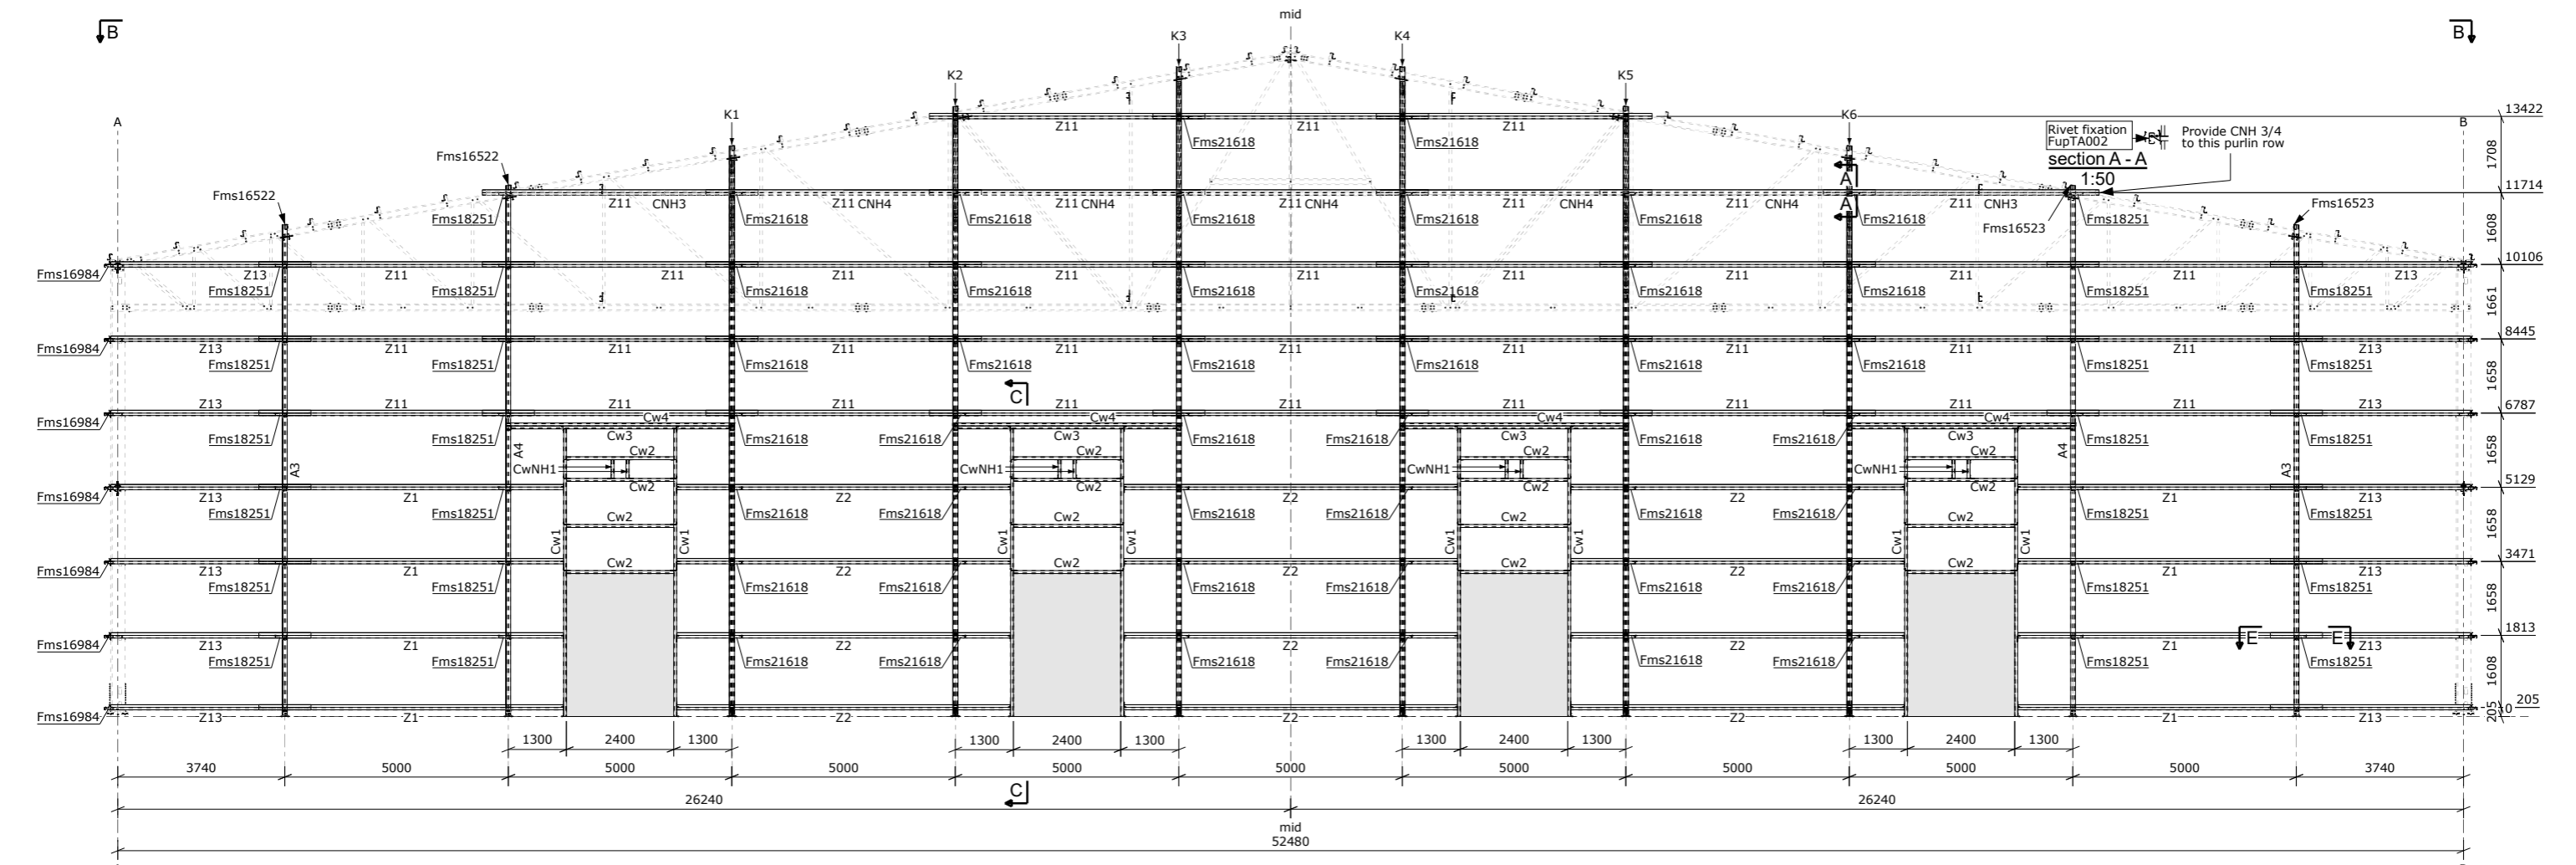 B
mid
B
K3
K4
K2
K5
K1
K6
A
B
13422
Z11
Z11
Z11
Fms21618
Fms21618
Rivet fixation
FupTA002
Provide CNH 3/4
to this purlin row
section A - A
1:50
1708
Fms16522
Fms16522
A
A
11714
Z11
CNH3
Z11
CNH4
Z11
CNH4
Z11
CNH4
Z11
CNH4
Z11
CNH4
Z11
CNH3
Fms18251
Fms21618
Fms21618
Fms21618
Fms21618
Fms21618
Fms21618
Fms18251
Fms16523
Fms16523
1608
10106
Fms16984
Z13
Z11
Z11
Z11
Z11
Z11
Z11
Z11
Z11
Z11
Z13
Fms18251
Fms18251
Fms21618
Fms21618
Fms21618
Fms21618
Fms21618
Fms21618
Fms18251
Fms18251
1661
8445
Fms16984
Z13
Z11
Z11
Z11
Z11
Z11
Z11
Z11
Z11
Z11
Z13
Fms18251
Fms18251
Fms21618
Fms21618
Fms21618
Fms21618
Fms21618
Fms21618
Fms18251
Fms18251
1658
C
6787
Fms16984
Z13
Z11
Z11
Z11
Z11
Z11
Z11
Z11
Z11
Z11
Z13
Cw4
Cw4
Cw4
Cw4
Fms18251
Fms18251
Fms21618
Fms21618
Fms21618
Fms21618
Fms21618
Fms21618
Fms18251
Fms18251
Cw3
Cw3
Cw3
Cw3
Cw2
Cw2
Cw2
Cw2
A3
A4
A4
A3
CwNH1
CwNH1
CwNH1
CwNH1
1658
5129
Fms16984
Z13
Z1
Cw2
Z2
Cw2
Z2
Cw2
Z2
Cw2
Z1
Z13
Fms18251
Fms18251
Fms21618
Fms21618
Fms21618
Fms21618
Fms21618
Fms21618
Fms18251
Fms18251
Cw2
Cw2
Cw2
Cw2
Cw1
Cw1
Cw1
Cw1
Cw1
Cw1
Cw1
Cw1
1658
3471
Fms16984
Z13
Z1
Cw2
Z2
Cw2
Z2
Cw2
Z2
Cw2
Z1
Z13
Fms18251
Fms18251
Fms21618
Fms21618
Fms21618
Fms21618
Fms21618
Fms21618
Fms18251
Fms18251
1658
1813
Fms16984
Z13
Z1
Z2
Z2
Z2
Z1
E
E
Z13
Fms18251
Fms18251
Fms21618
Fms21618
Fms21618
Fms21618
Fms21618
Fms21618
Fms18251
Fms18251
1608
205
Fms16984
Z13
Z1
Z2
Z2
Z2
Z1
Z13
205
0
1300
2400
1300
1300
2400
1300
1300
2400
1300
1300
2400
1300
3740
5000
5000
5000
5000
5000
5000
5000
5000
5000
3740
26240
C
26240
mid
52480